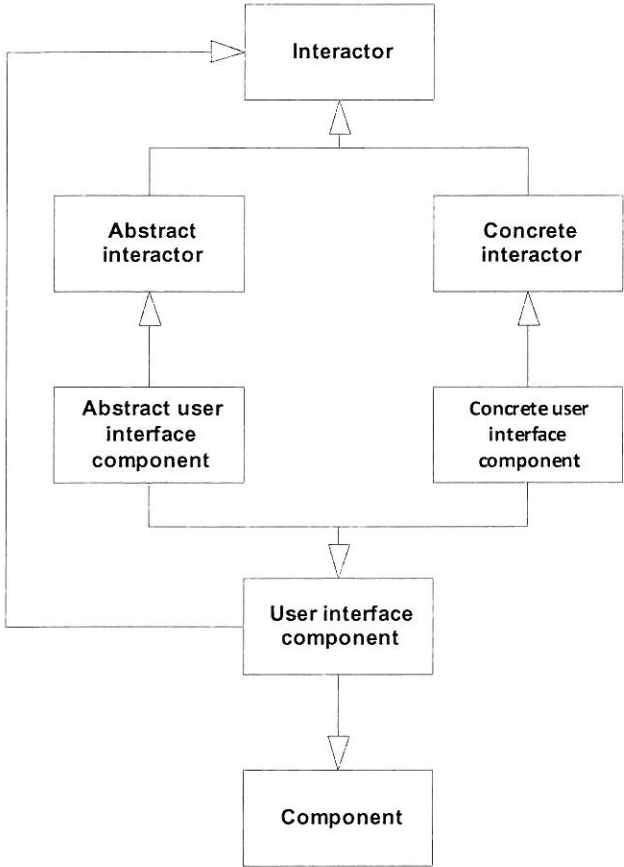 Interactor
Abstract
interactor
Concrete
interactor
Abstract user
interface
component
Concrete user
interface
component
User interface
component
Component